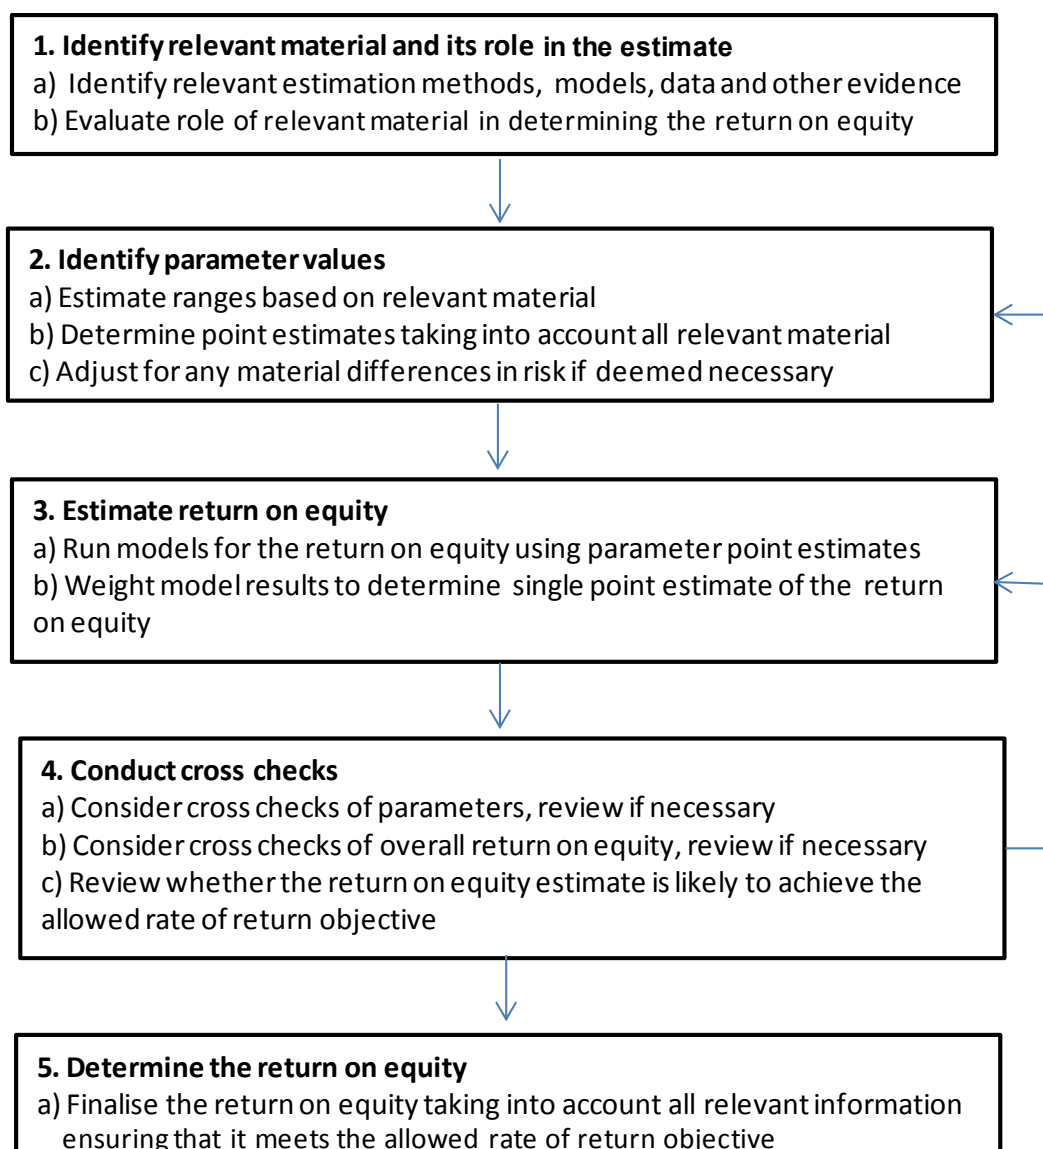 1. Identify relevant material and its role in the estimate
a) Identify relevant estimation methods, models, data and other evidence
b) Evaluate role of relevant material in determining the return on equity
2. Identify parameter values
a) Estimate ranges based on relevant material
b) Determine point estimates taking into account all relevant material
c) Adjust for any material differences in risk if deemed necessary
3. Estimate return on equity
a) Run models for the return on equity using parameter point estimates
b) Weight model results to determine single point estimate of the return
on equity
4. Conduct cross checks
a) Consider cross checks of parameters, review if necessary
b) Consider cross checks of overall return on equity, review if necessary
c) Review whether the return on equity estimate is likely to achieve the
allowed rate of return objective
5. Determine the return on equity
a) Finalise the return on equity taking into account all relevant information
ensuring that it meets the allowed rate of return objective